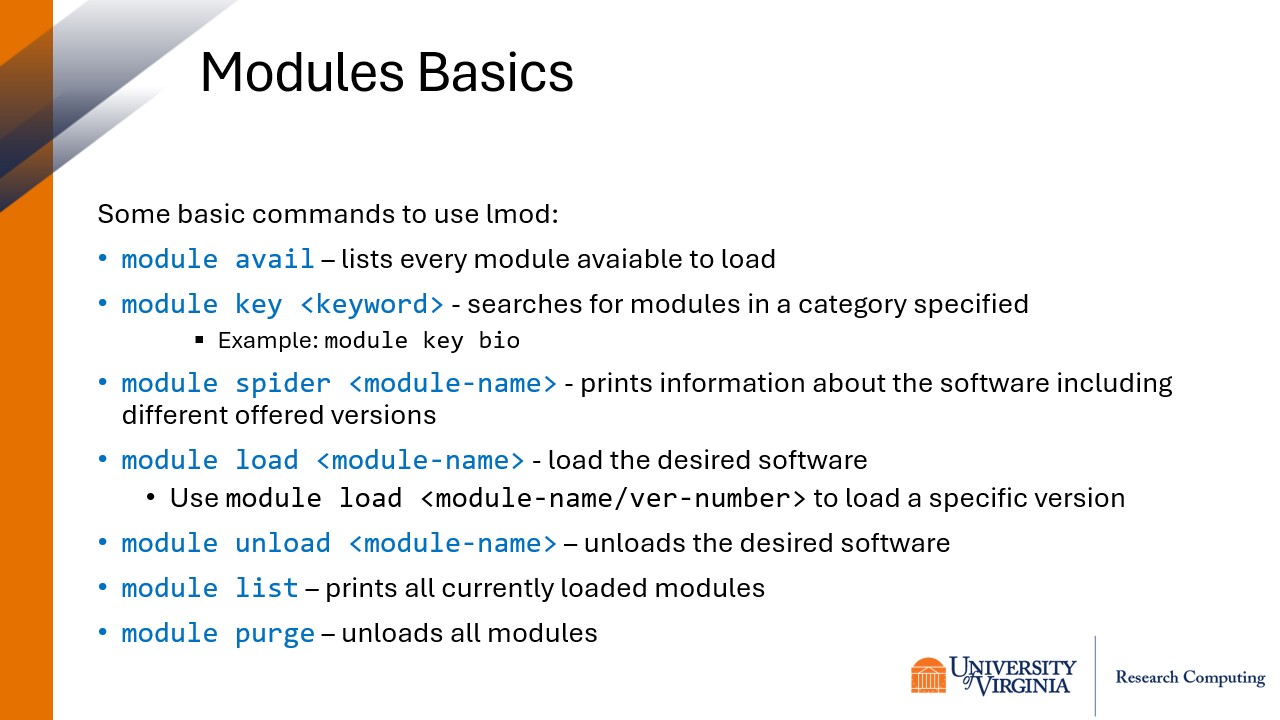 Modules Basics
Some basic commands to use lmod:
• module avail – lists every module avaiable to load
• module key <keyword> - searches for modules in a category specified
▪ Example: module key bio
• module spider <module-name> - prints information about the software including
different offered versions
• module load <module-name> - load the desired software
• Use module load <module-name/ver-number> to load a specific version
• module unload <module-name> – unloads the desired software
• module list – prints all currently loaded modules
• module purge – unloads all modules
UNIVERSITY
of VIRGINIA
Research Computing